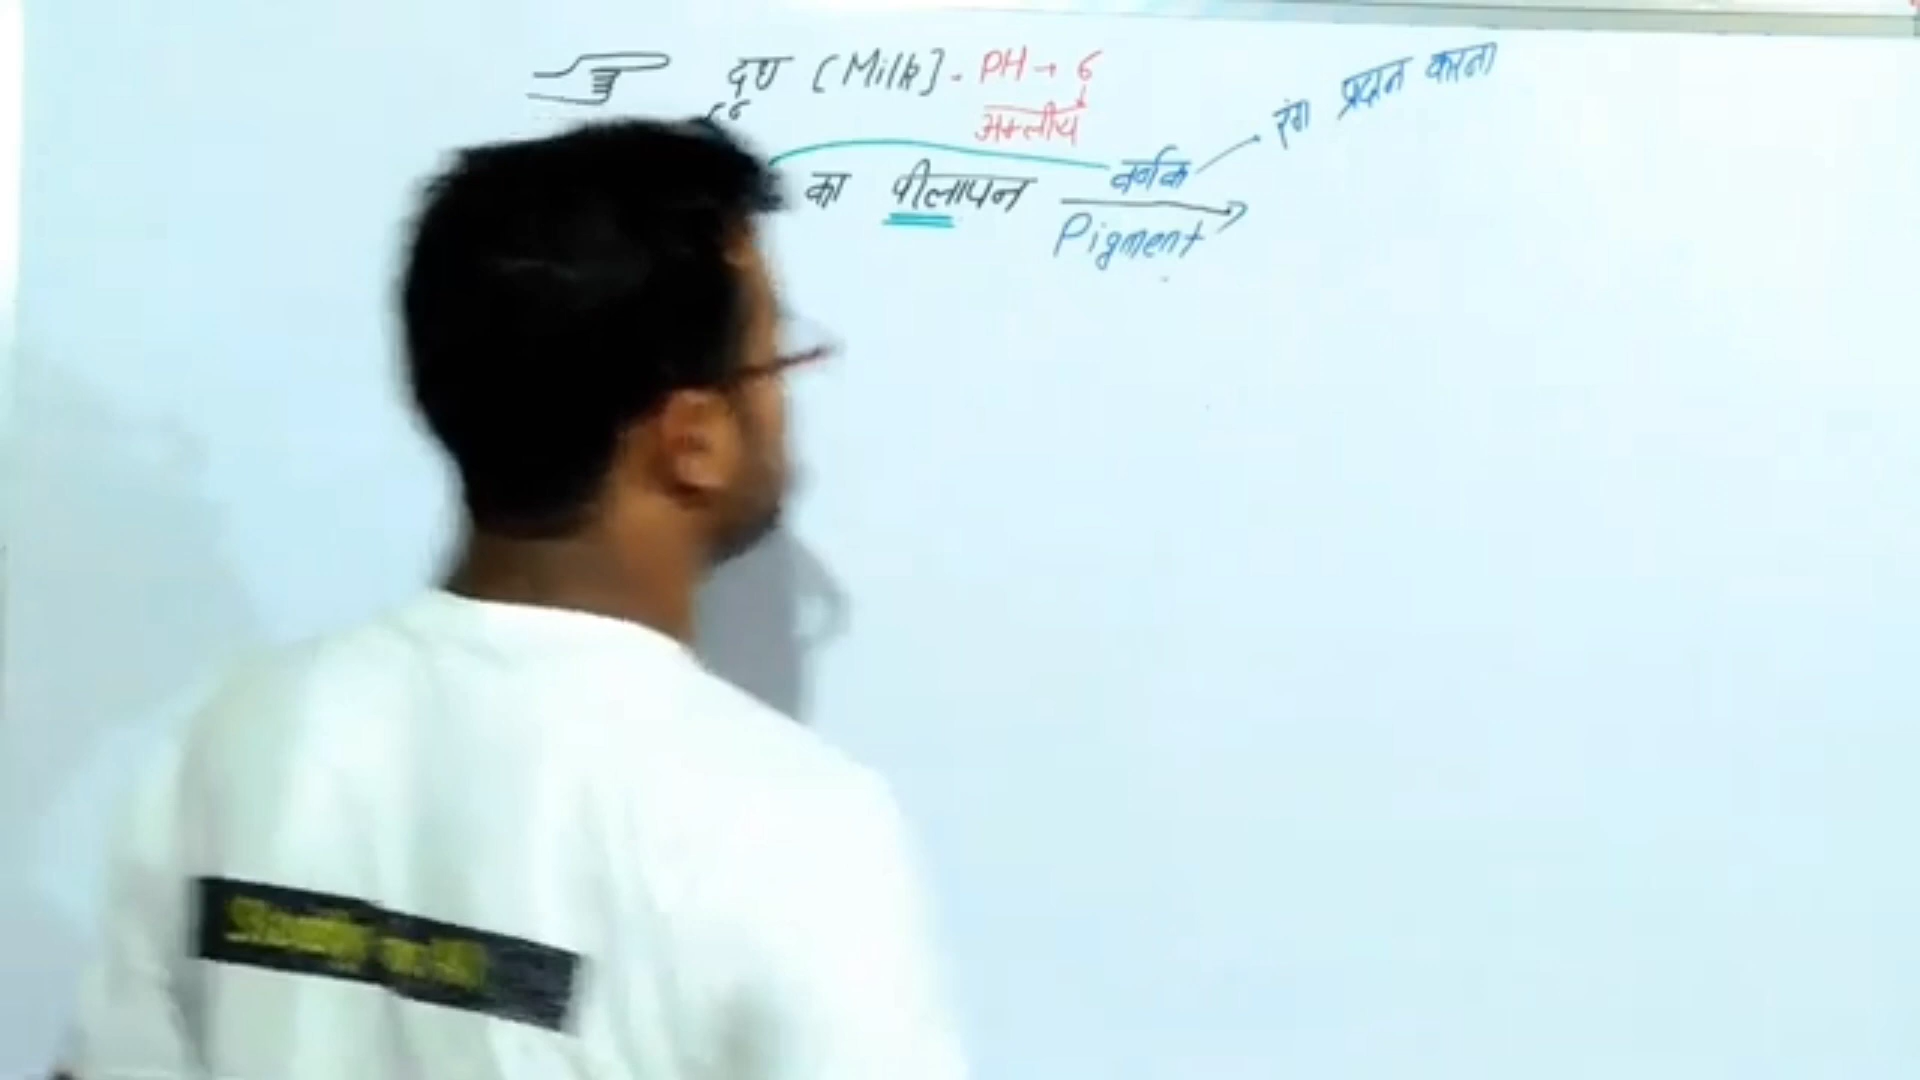 दूध (Milk) - PH → 6
अम्लीय
का पीलापन
वर्णक
रंग प्रदान करना
Pigment